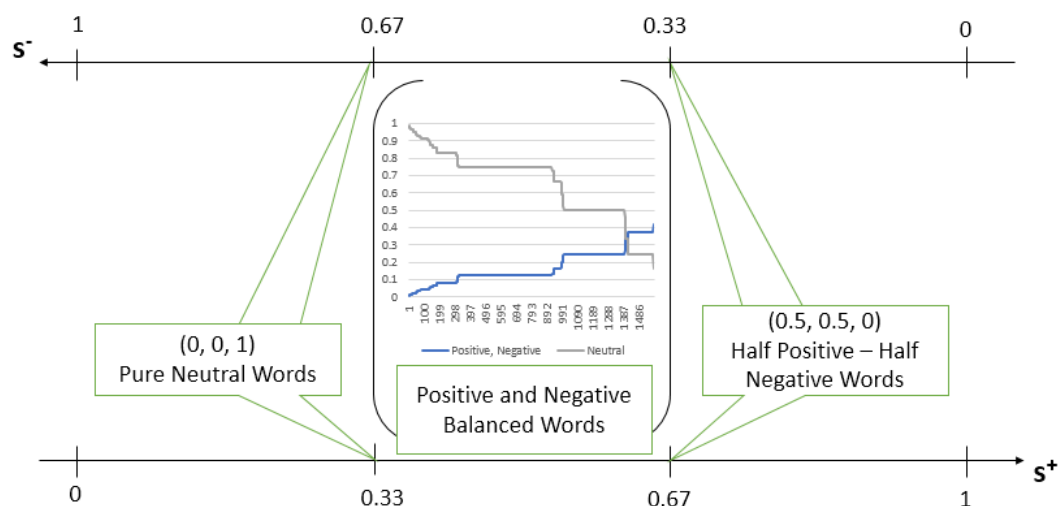 1 0.67 0.33 0
S-
1
0.9
0.8
0.7
0.6
0.5
0.4
0.3
0.2
0.1
0
1 100 199 298 397 496 595 694 793 892 991 1090 1189 1288 1387 1486
Positive, Negative Neutral
(0, 0, 1)
Pure Neutral Words
(0.5, 0.5, 0)
Half Positive – Half
Negative Words
Positive and Negative
Balanced Words
S+
0 0.33 0.67 1